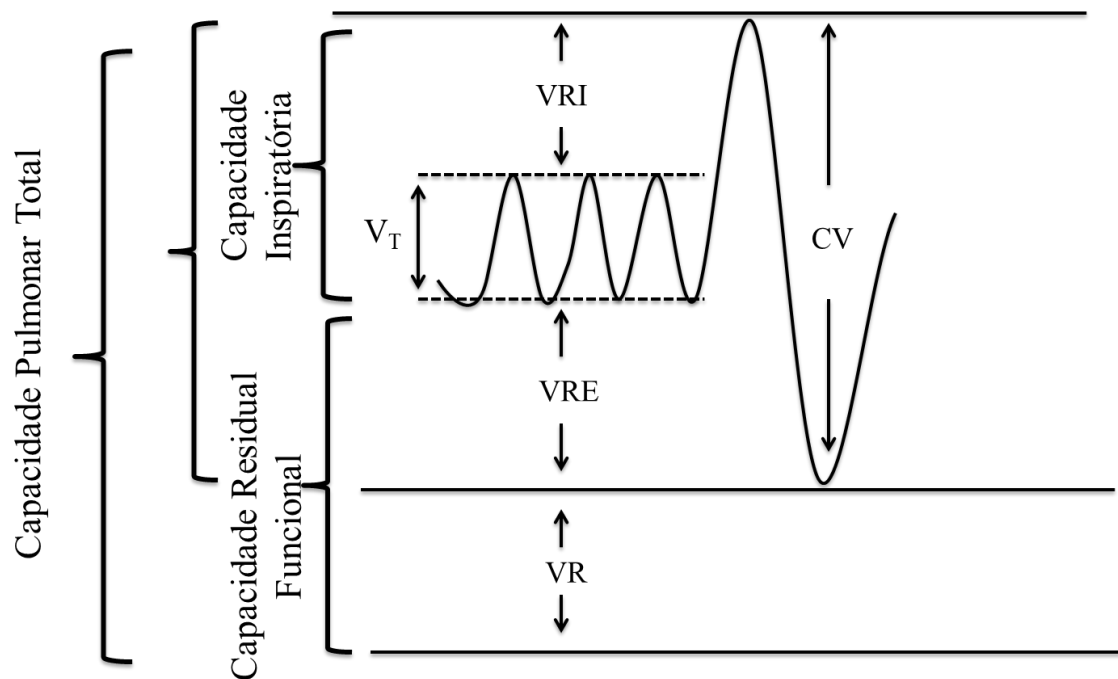 Capacidade Pulmonar Total
Capacidade
Inspiratória
Capacidade Residual
Funcional
VRI
V_T
CV
VRE
VR